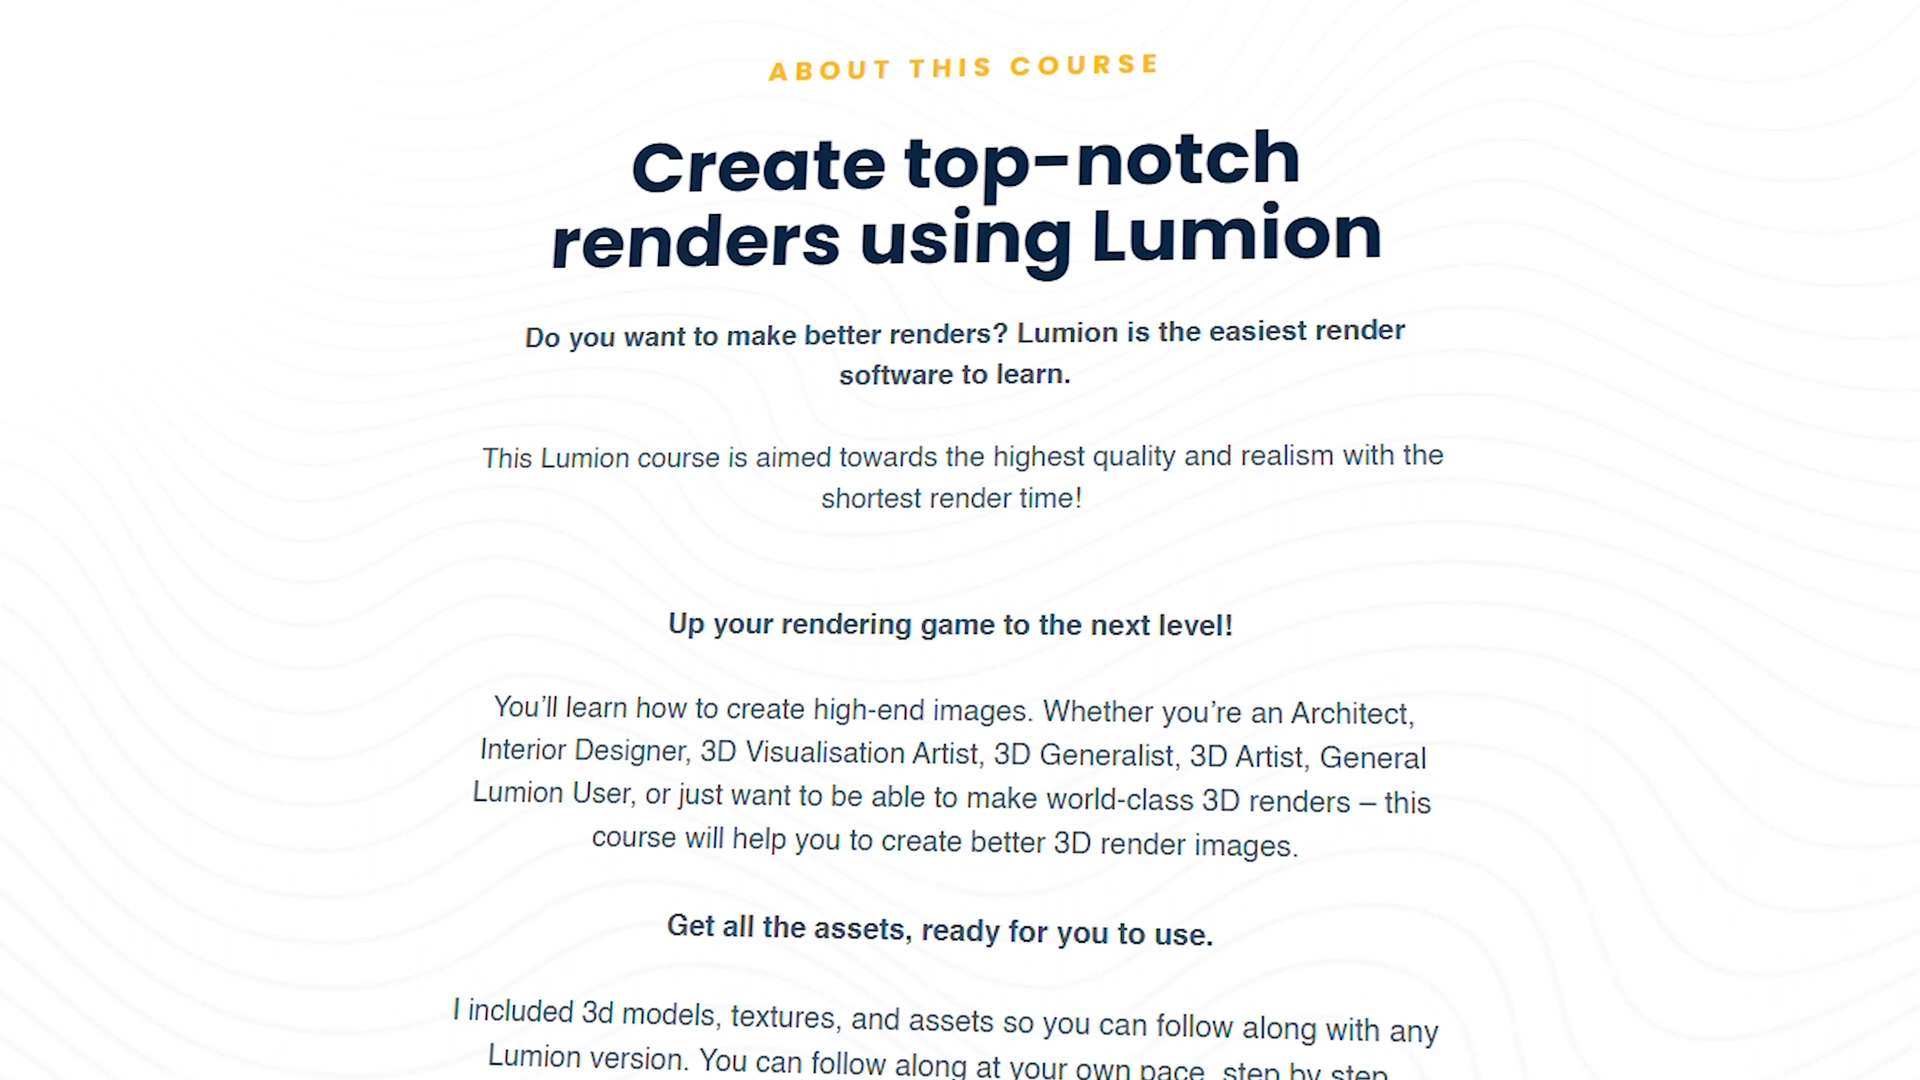 ABOUT THIS COURSE
Create top-notch
renders using Lumion
Do you want to make better renders? Lumion is the easiest render
software to learn.
This Lumion course is aimed towards the highest quality and realism with the
shortest render time!
Up your rendering game to the next level!
You’ll learn how to create high-end images. Whether you’re an Architect,
Interior Designer, 3D Visualisation Artist, 3D Generalist, 3D Artist, General
Lumion User, or just want to be able to make world-class 3D renders – this
course will help you to create better 3D render images.
Get all the assets, ready for you to use.
I included 3d models, textures, and assets so you can follow along with any
Lumion version. You can follow along at your own pace, step by step